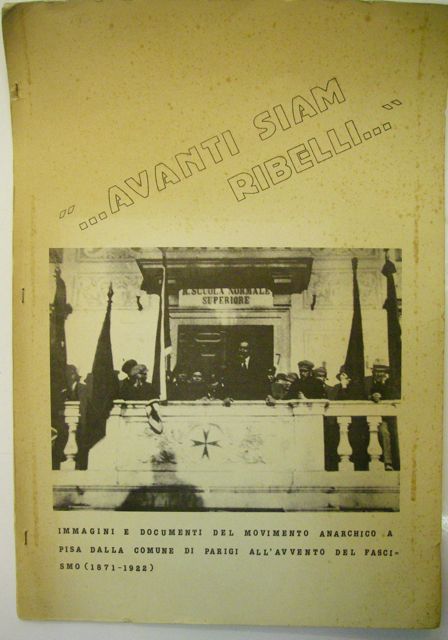 "...AVANTI SIAM
RIBELLI..."
R. SCUOLA NORMALE
SUPERIORE
IMMAGINI E DOCUMENTI DEL MOVIMENTO ANARCHICO A
PISA DALLA COMUNE DI PARIGI ALL'AVVENTO DEL FASCI-
SMO (1871-1922)